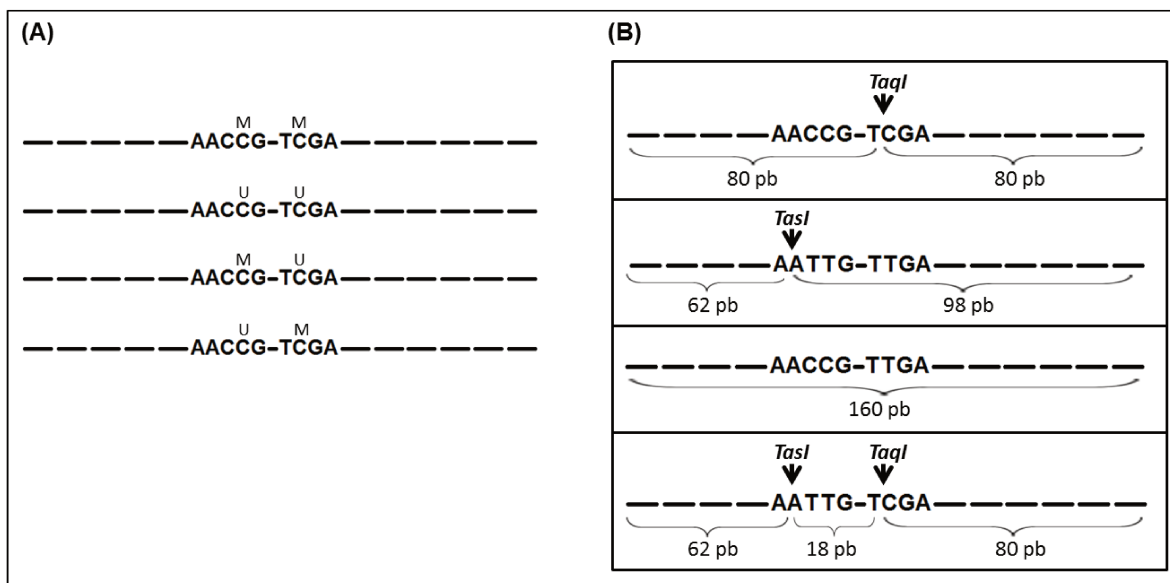 (A)
M M
AACCG-TCGA
U U
AACCG-TCGA
M U
AACCG-TCGA
U M
AACCG-TCGA
(B)
TaqI
AACCG-TCGA
80 pb 80 pb
TasI
AATTG-TTGA
62 pb 98 pb
AACCG-TTGA
160 pb
TasI TaqI
AATTG-TCGA
62 pb 18 pb 80 pb